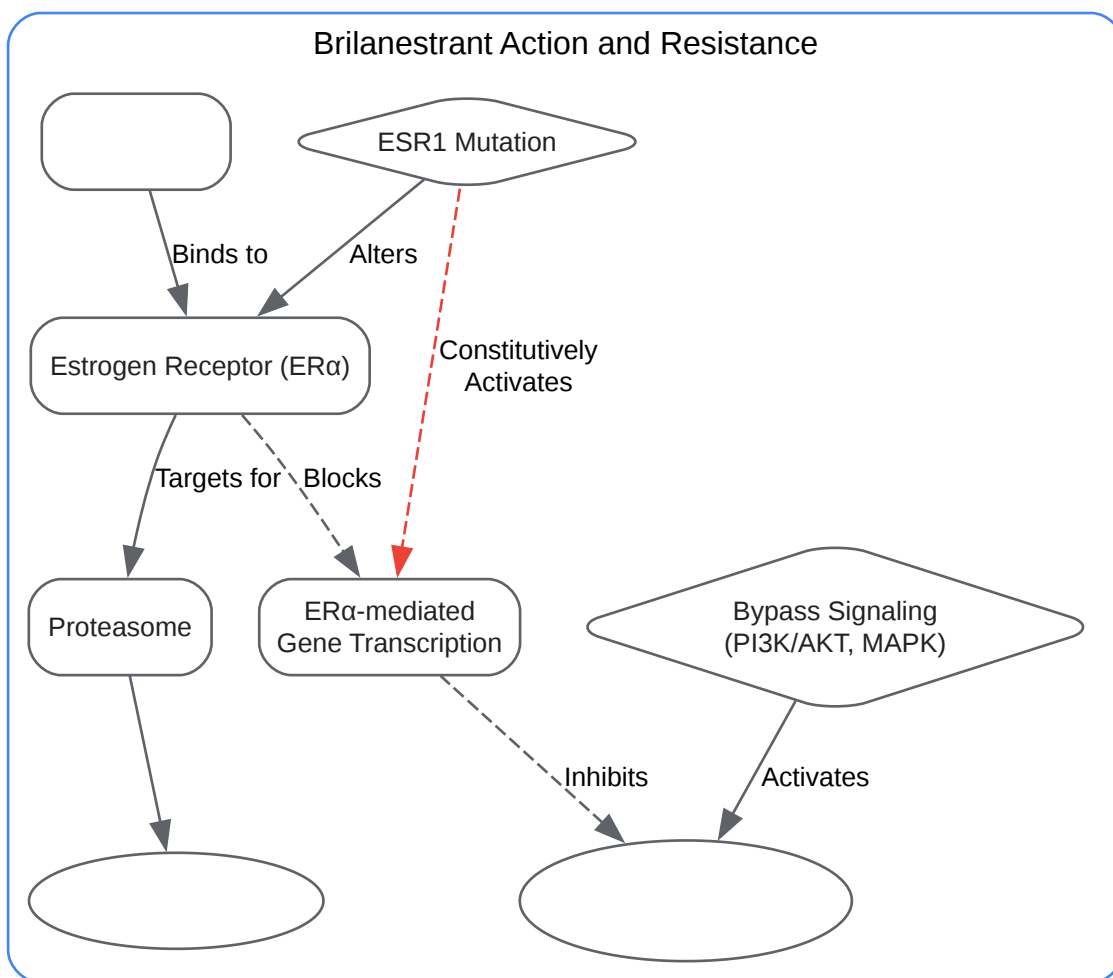 Brilanestrant Action and Resistance
ESR1 Mutation
Binds to
Alters
Estrogen Receptor (ERα)
Constitutively
Activates
Targets for
Blocks
Proteasome
ERα-mediated
Gene Transcription
Bypass Signaling
(PI3K/AKT, MAPK)
Inhibits
Activates